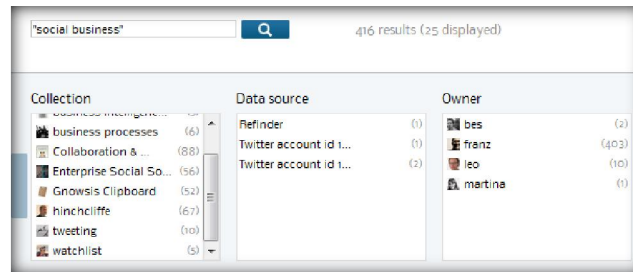 "social business"
416 results (25 displayed)
Collection
business processes (6)
Collaboration & ... (88)
Enterprise Social So... (56)
Gnowsis Clipboard (52)
hinchcliffe (67)
tweeting (10)
watchlist (5)
Data source
Refinder (1)
Twitter account id 1... (1)
Twitter account id 1... (2)
Owner
bes (2)
franz (403)
leo (10)
martina (1)